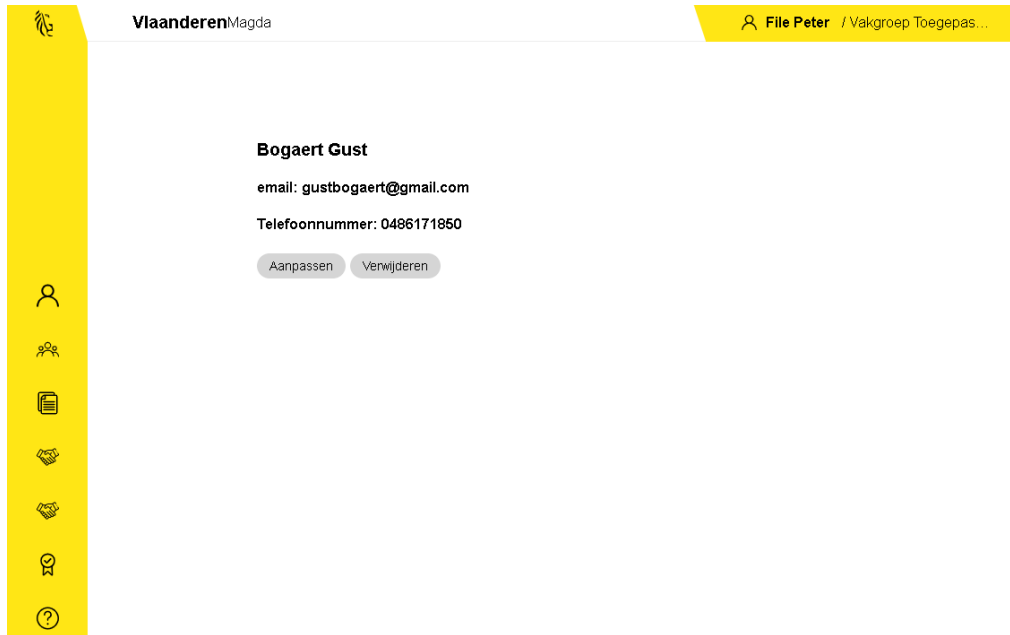 VlaanderenMagda
File Peter / Vakgroep Toegepas...
Bogaert Gust
email: gustbogaert@gmail.com
Telefoonnummer: 0486171850
Aanpassen Verwijderen